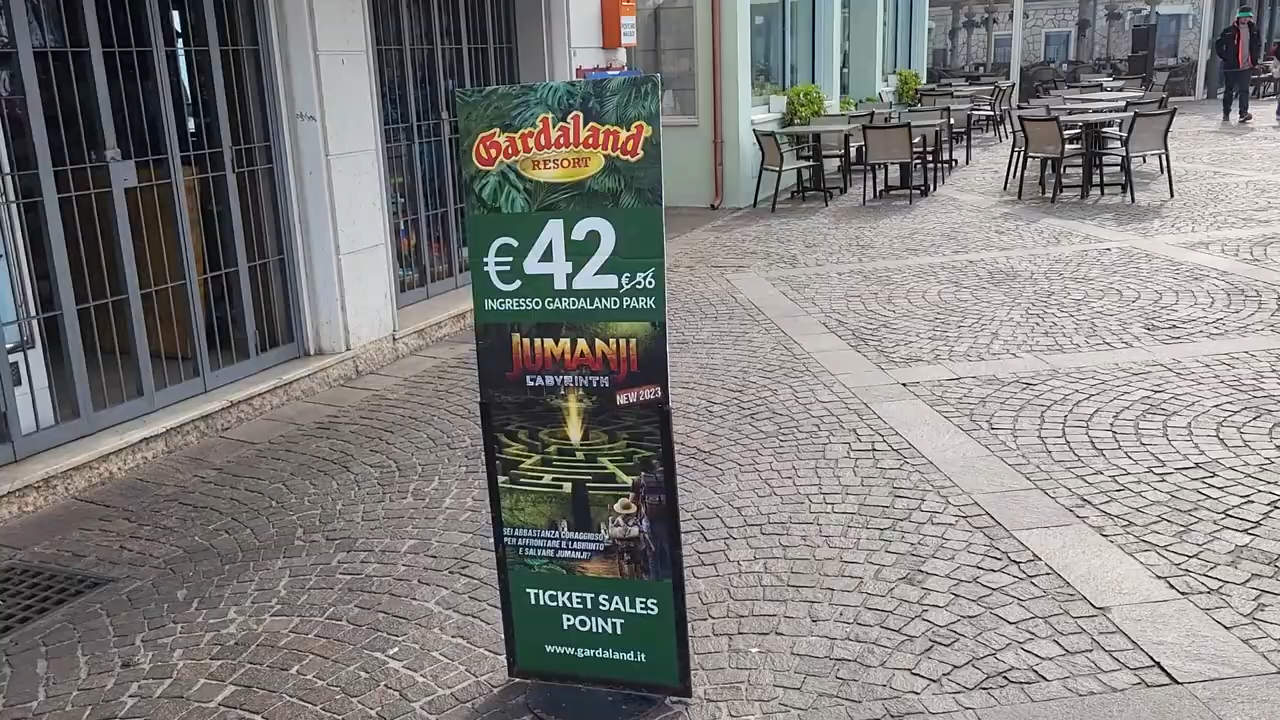 Gardaland
RESORT
€42 €56
INGRESSO GARDALAND PARK
JUMANJI
LABYRINTH
NEW 2023
SEI ABBASTANZA CORAGGIOSO
PER AFFRONTARE IL LABIRINTO
E SALVARE JUMANJI?
TICKET SALES
POINT
www.gardaland.it